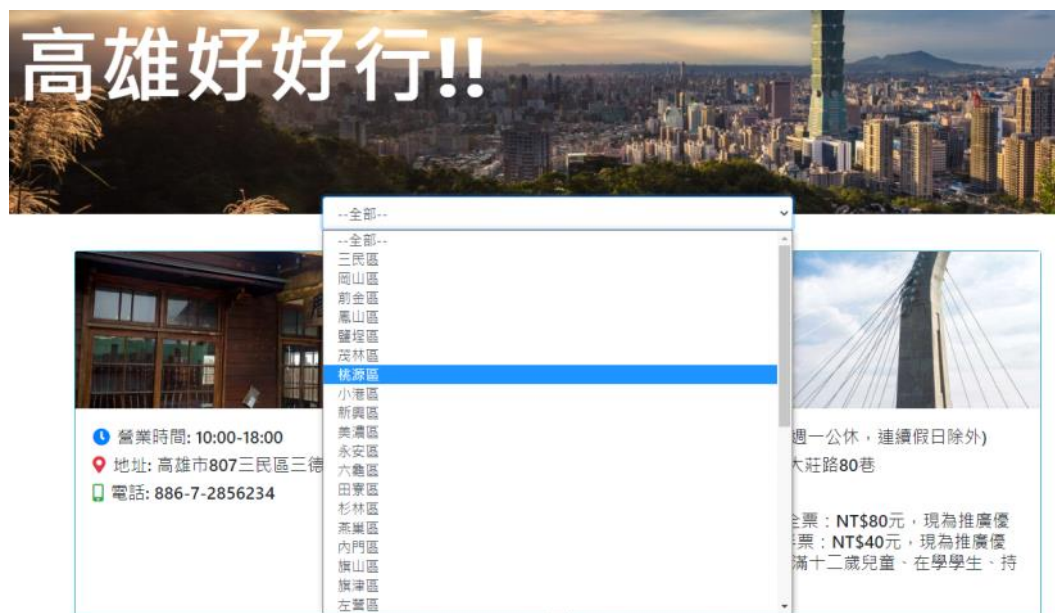 高雄好好行!!
--全部--
--全部--
三民區
岡山區
前金區
鳳山區
鹽埕區
茂林區
桃源區
小港區
新興區
美濃區
永安區
六龜區
田寮區
杉林區
燕巢區
內門區
旗山區
旗津區
左營區
營業時間: 10:00-18:00
地址: 高雄市807三民區三德
電話: 886-7-2856234
週一公休，連續假日除外)
大莊路80巷
全票：NT$80元，現為推廣優
票：NT$40元，現為推廣優
滿十二歲兒童、在學學生、持